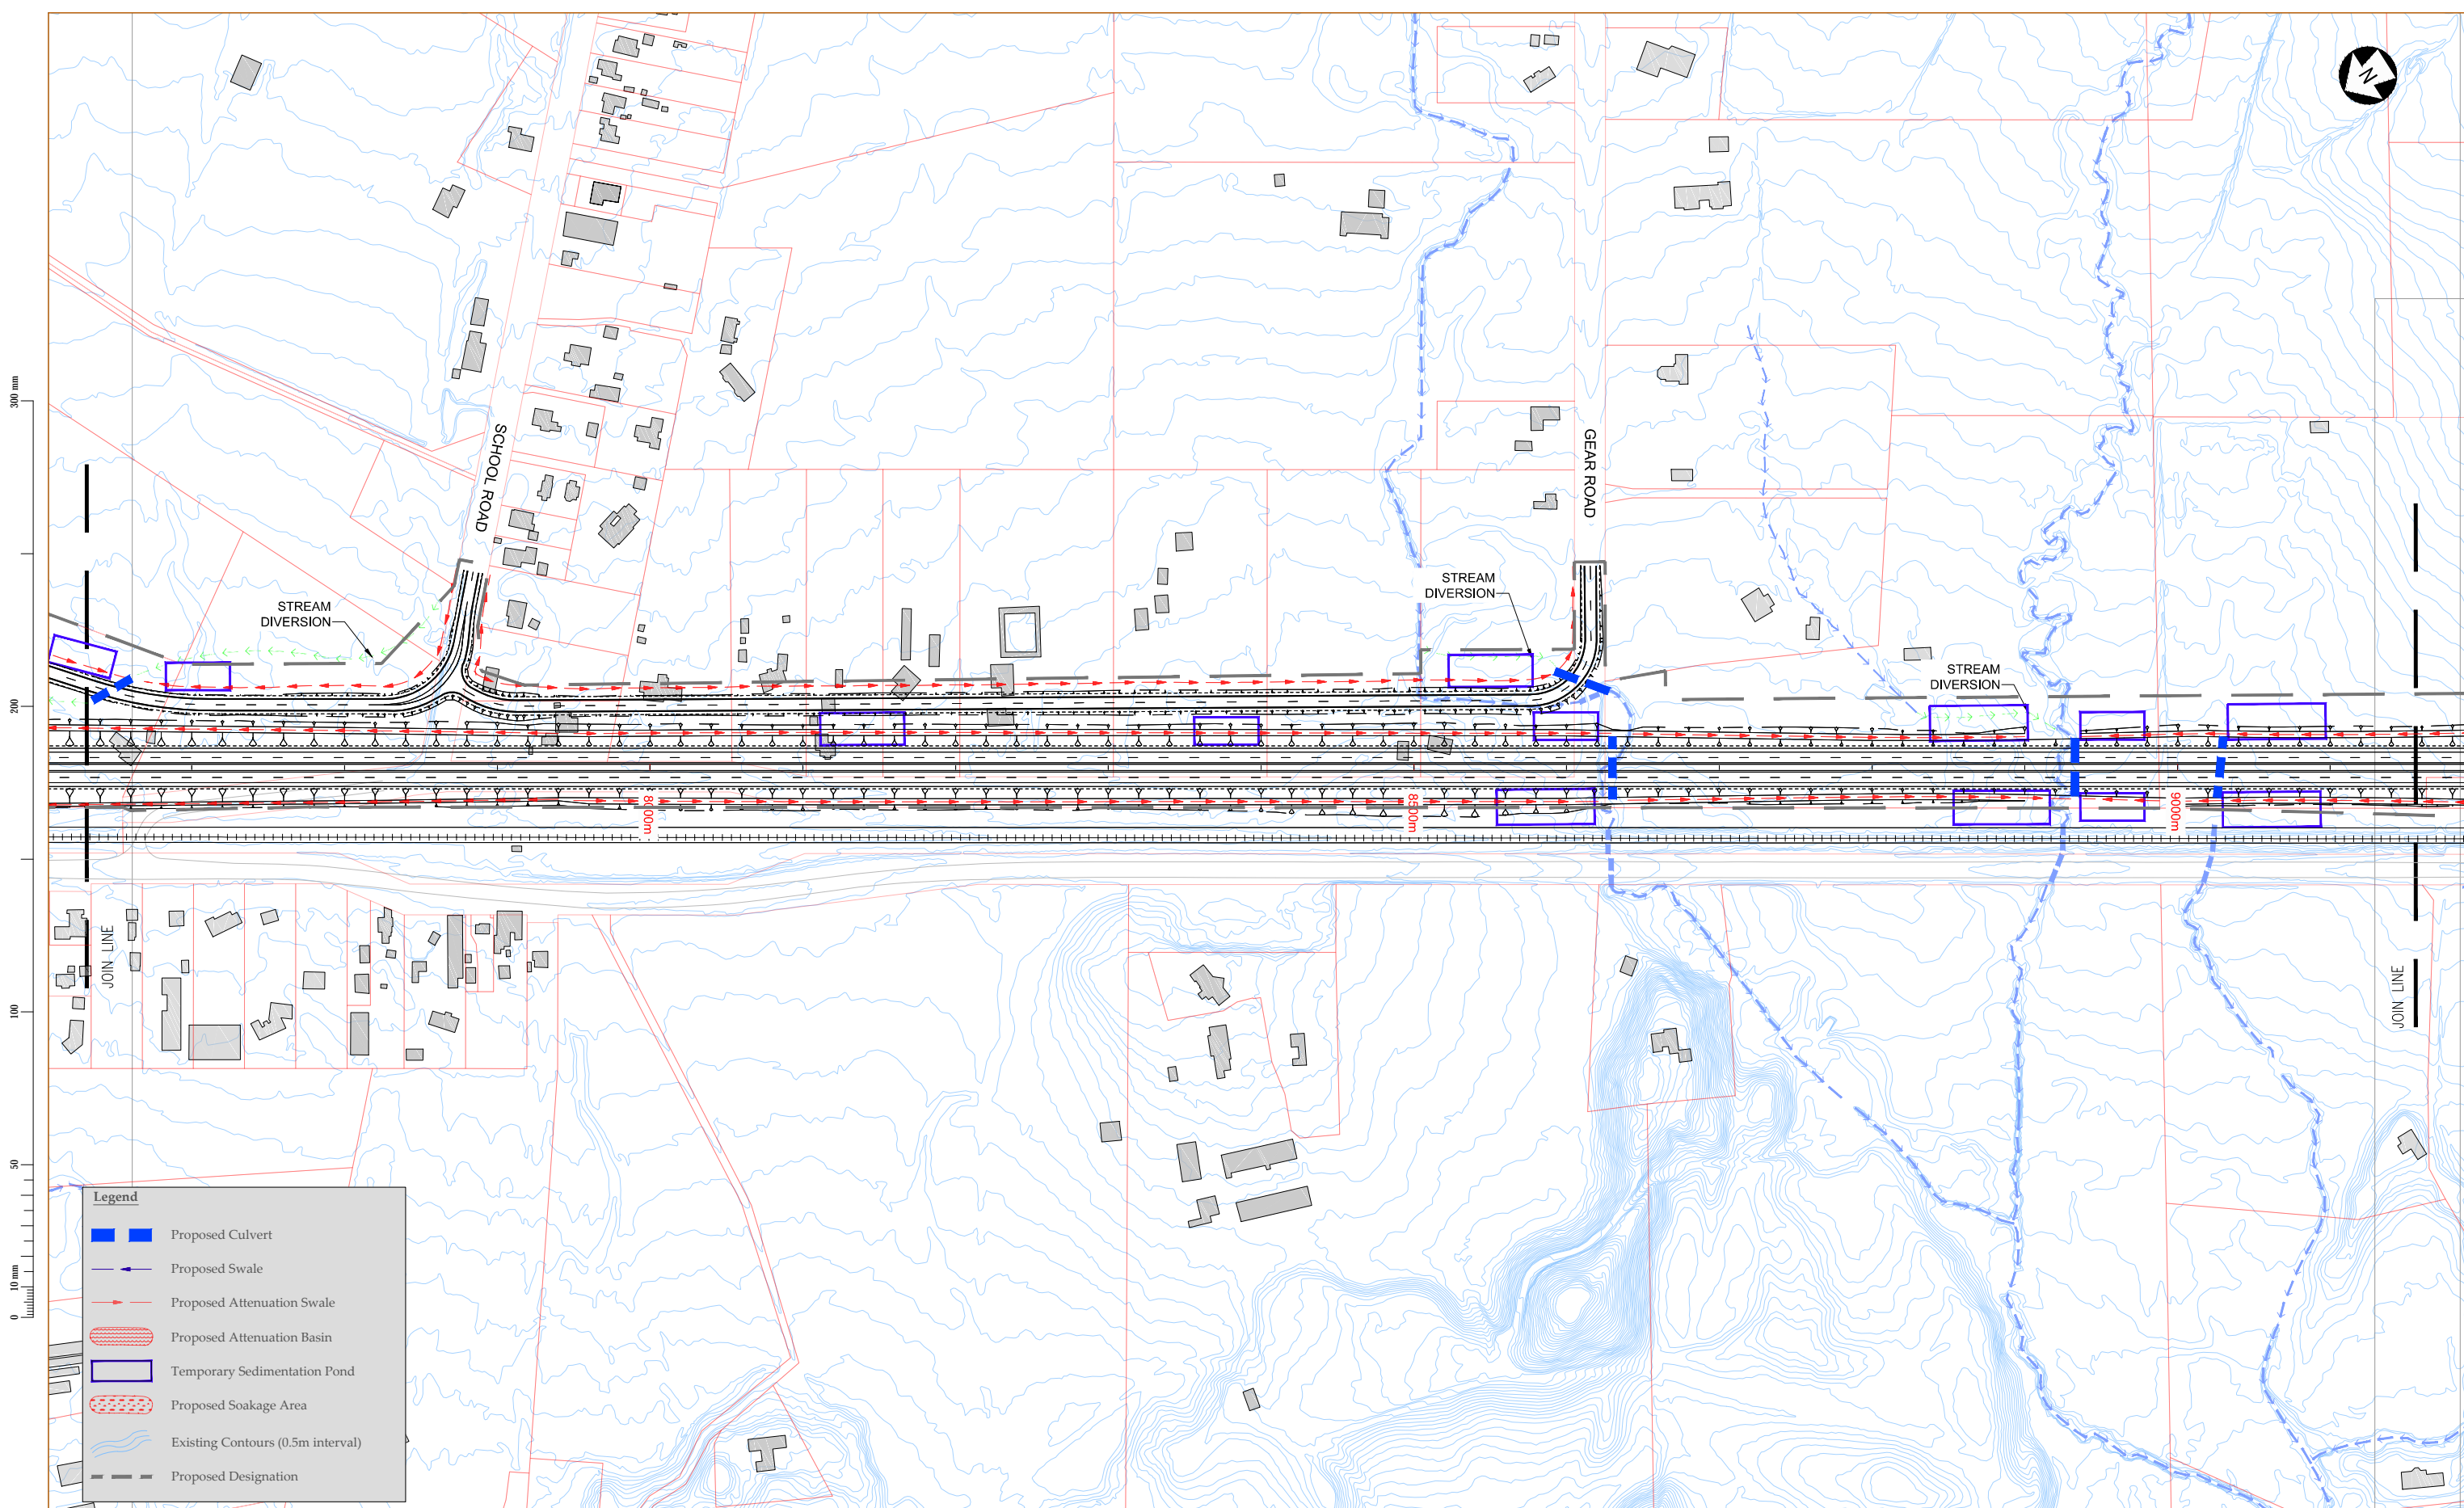 N
300 mm
SCHOOL ROAD
GEAR ROAD
STREAM
DIVERSION
STREAM
DIVERSION
STREAM
DIVERSION
200
8000m
8500m
9000m
JOIN LINE
JOIN LINE
100
50
10 mm
0
Legend
Proposed Culvert
Proposed Swale
Proposed Attenuation Swale
Proposed Attenuation Basin
Temporary Sedimentation Pond
Proposed Soakage Area
Existing Contours (0.5m interval)
Proposed Designation